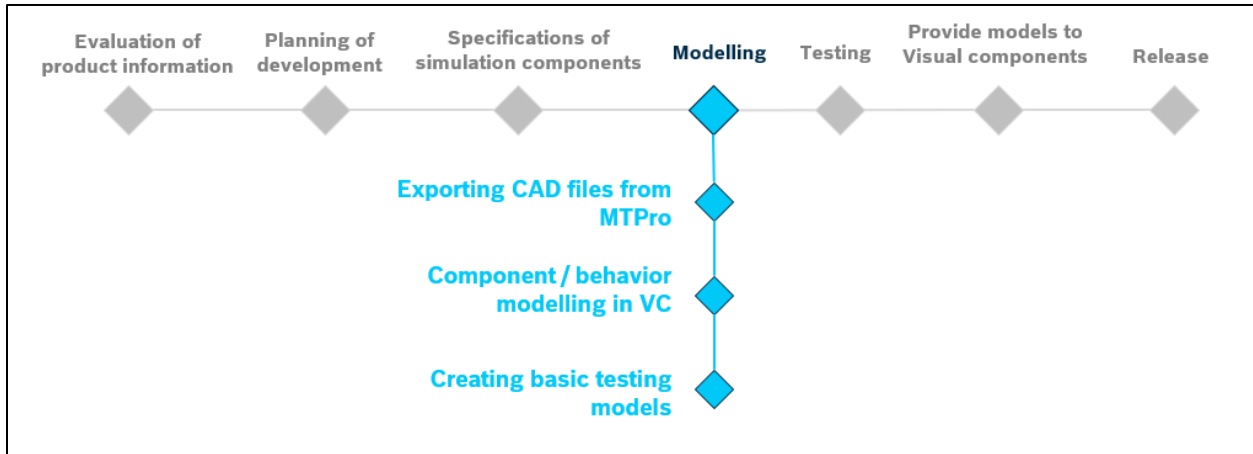 Evaluation of
product information
Planning of
development
Specifications of
simulation components
Modelling
Testing
Provide models to
Visual components
Release
Exporting CAD files from
MTPro
Component / behavior
modelling in VC
Creating basic testing
models